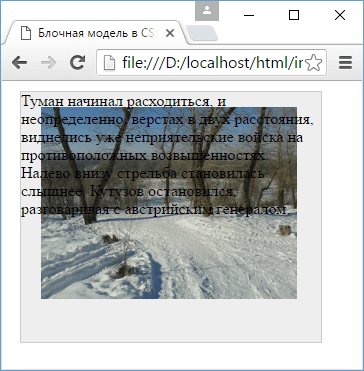 Блочная модель в CS
file:///D:/localhost/html/ir
Туман начинал расходиться, и
неопределенно, верстах в двух расстояния,
виднелись уже неприятельские войска на
противоположных возвышенностях.
Налево внизу стрельба становилась
слышнее. Кутузов остановился,
разговаривая с австрийским генералом.